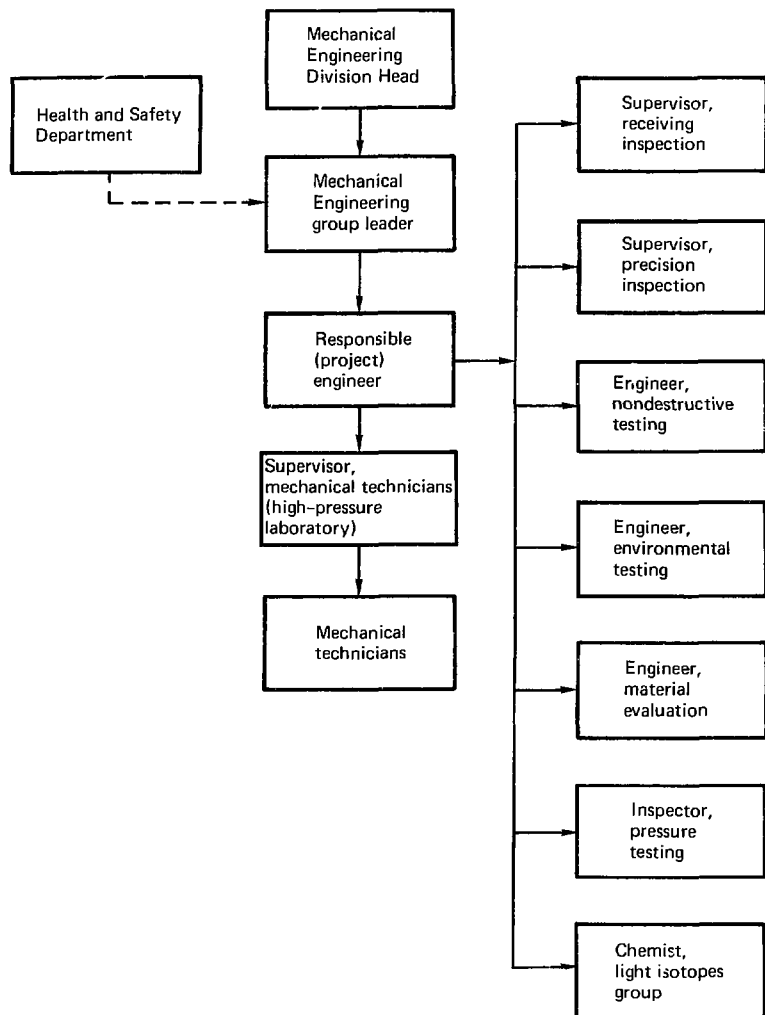 Mechanical
Engineering
Division Head
Health and Safety
Department
Mechanical
Engineering
group leader
Responsible
(project)
engineer
Supervisor,
mechanical technicians
(high-pressure
laboratory)
Mechanical
technicians
Supervisor,
receiving
inspection
Supervisor,
precision
inspection
Engineer,
nondestructive
testing
Engineer,
environmental
testing
Engineer,
material
evaluation
Inspector,
pressure
testing
Chemist,
light isotopes
group